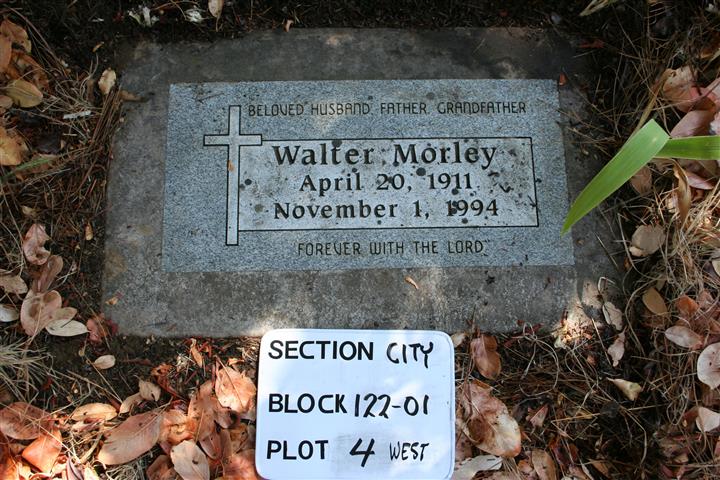 BELOVED HUSBAND FATHER GRANDFATHER
Walter Morley
April 20, 1911
November 1, 1994
FOREVER WITH THE LORD
SECTION CITY
BLOCK 122-01
PLOT 4 WEST